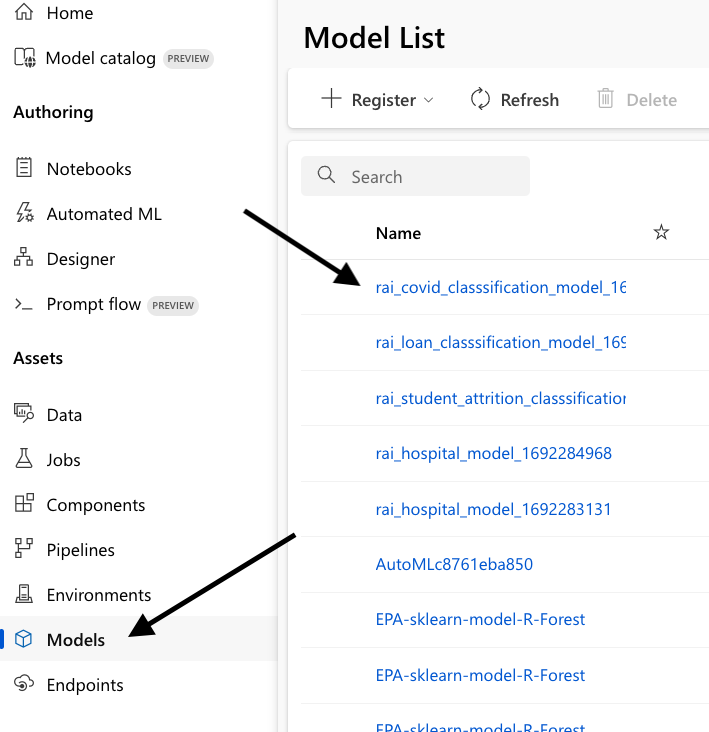 Home
Model catalog PREVIEW
Authoring
Notebooks
Automated ML
Designer
Prompt flow PREVIEW
Assets
Data
Jobs
Components
Pipelines
Environments
Models
Endpoints
Model List
Register
Refresh
Delete
Search
Name
rai_covid_classsification_model_16
rai_loan_classsification_model_169
rai_student_attrition_classsification
rai_hospital_model_1692284968
rai_hospital_model_1692283131
AutoMLc8761eba850
EPA-sklearn-model-R-Forest
EPA-sklearn-model-R-Forest
EPA-sklearn-model-R-Forest